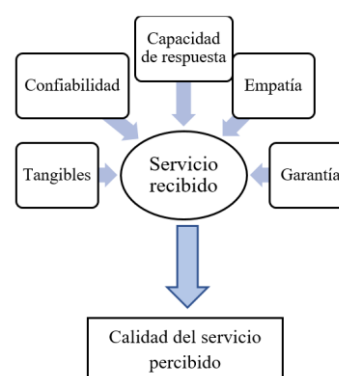 Capacidad
de respuesta
Confiabilidad
Empatía
Tangibles
Servicio
recibido
Garantía
Calidad del servicio
percibido